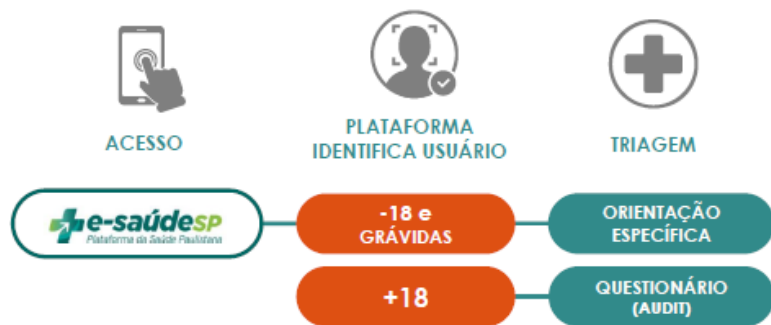 ACESSO
PLATAFORMA
IDENTIFICA USUÁRIO
TRIAGEM
e-saúdesp
Plataforma da Saúde Paulistana
-18 e
GRÁVIDAS
ORIENTAÇÃO
ESPECÍFICA
+18
QUESTIONÁRIO
(AUDIT)